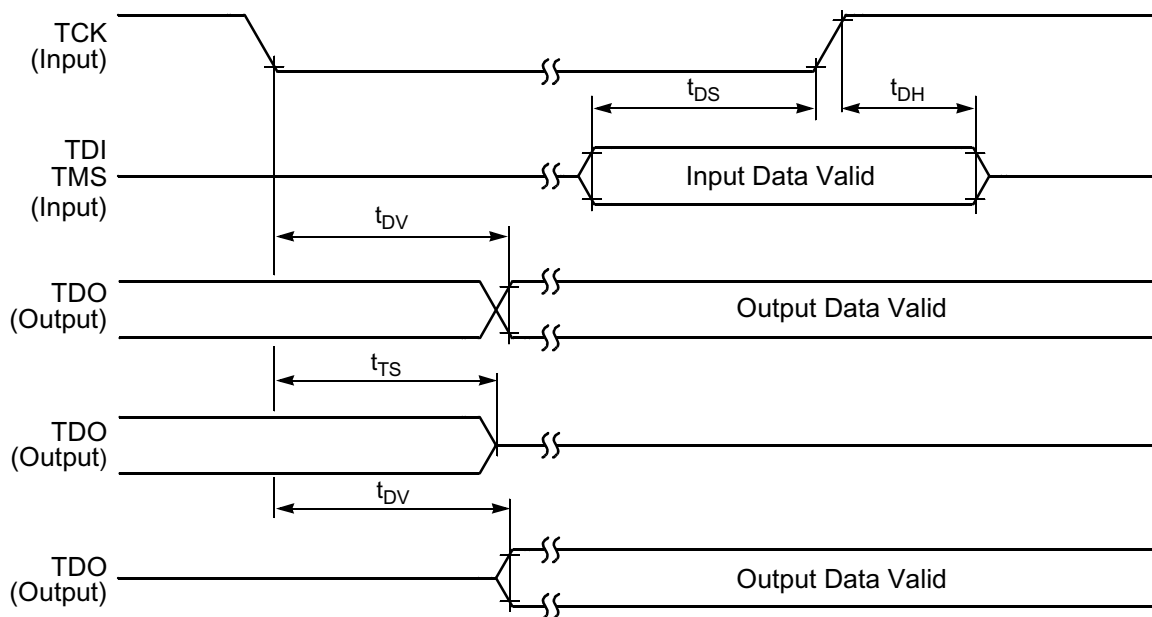 TCK
(Input)
tDS
tDH
TDI
TMS
(Input)
Input Data Valid
tDV
TDO
(Output)
Output Data Valid
tTS
TDO
(Output)
tDV
TDO
(Output)
Output Data Valid